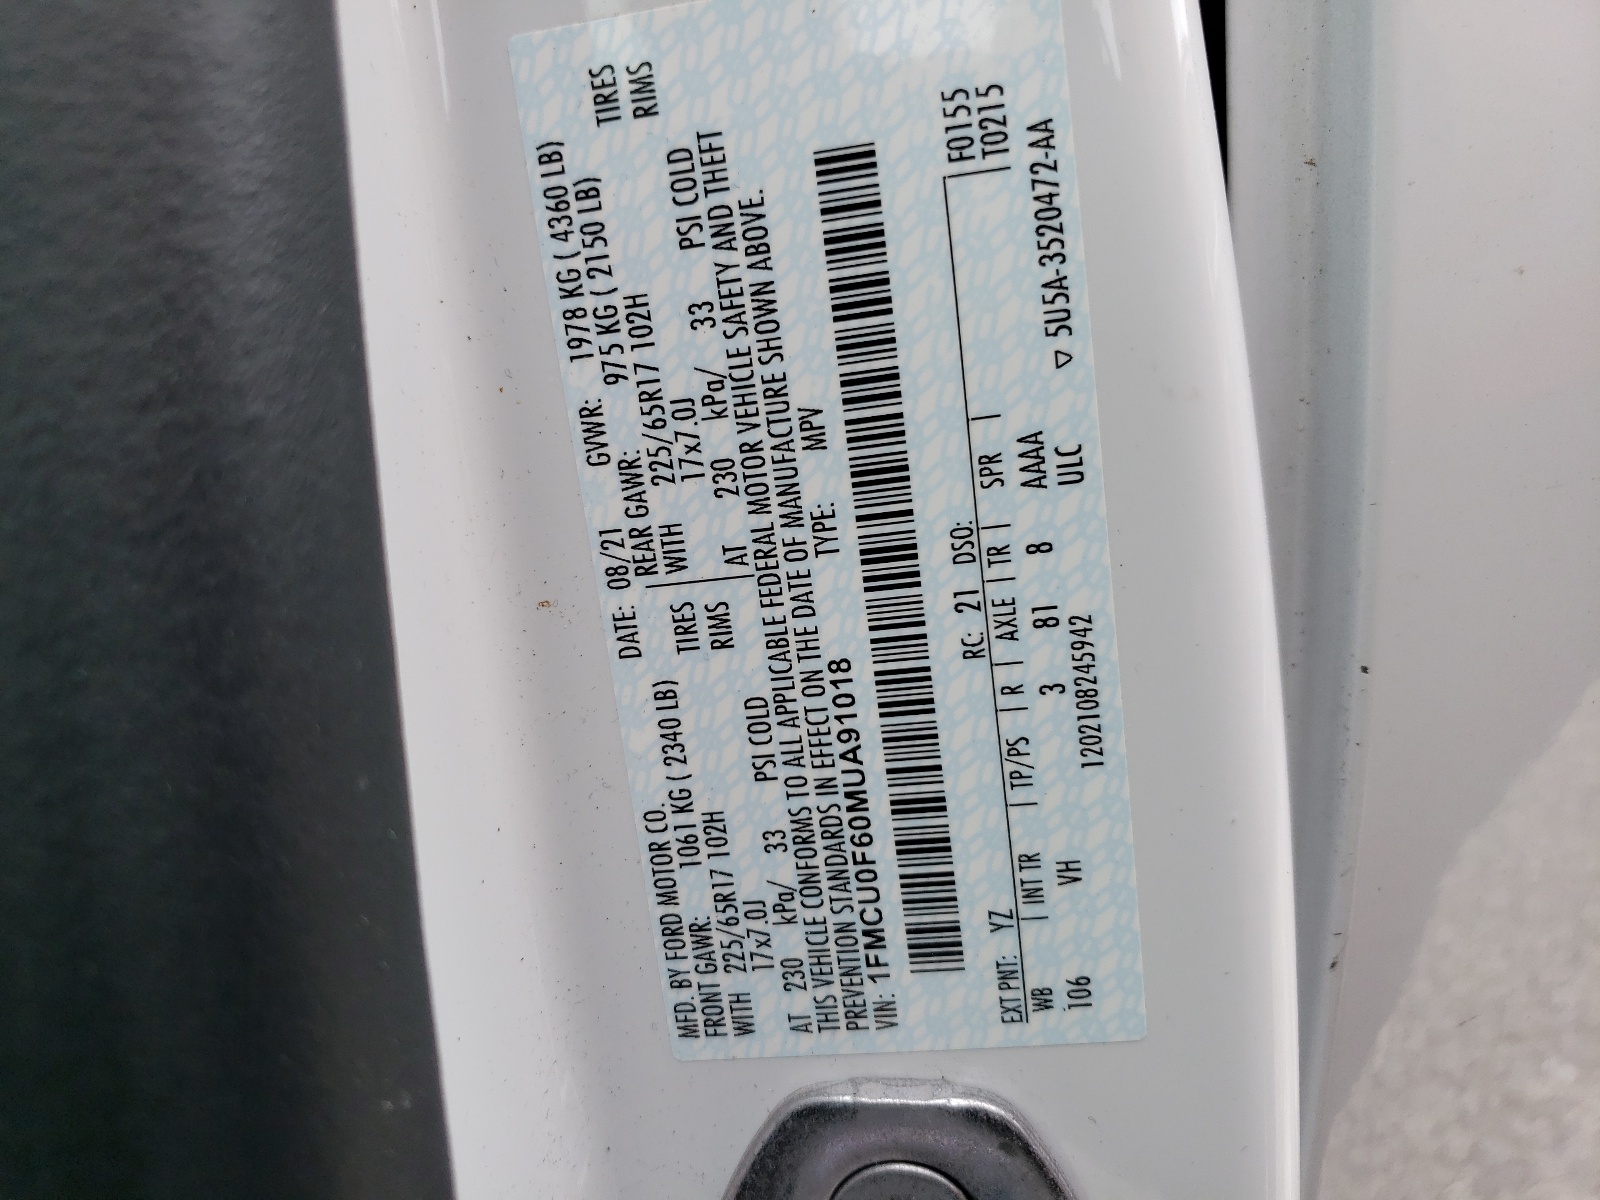 MFD. BY FORD MOTOR CO.
DATE: 08/21 GVWR: 1978 KG ( 4360 LB)
FRONT GAWR: 1061 KG ( 2340 LB) REAR GAWR: 975 KG ( 2150 LB)
WITH 225/65R17 102H TIRES WITH 225/65R17 102H TIRES
17x7.0J RIMS 17x7.0J RIMS
AT 230 kPa/ 33 PSI COLD AT 230 kPa/ 33 PSI COLD
THIS VEHICLE CONFORMS TO ALL APPLICABLE FEDERAL MOTOR VEHICLE SAFETY AND THEFT
PREVENTION STANDARDS IN EFFECT ON THE DATE OF MANUFACTURE SHOWN ABOVE.
VIN: 1FMCU0F60MUA91018 TYPE: MPV
F0155
EXT PNT: YZ RC: 21 DSO: T0215
WB INT TR TP/PS R AXLE TR SPR
106 VH 3 81 8 AAAA ▽ 5U5A-3520472-AA
1202108245942 ULC